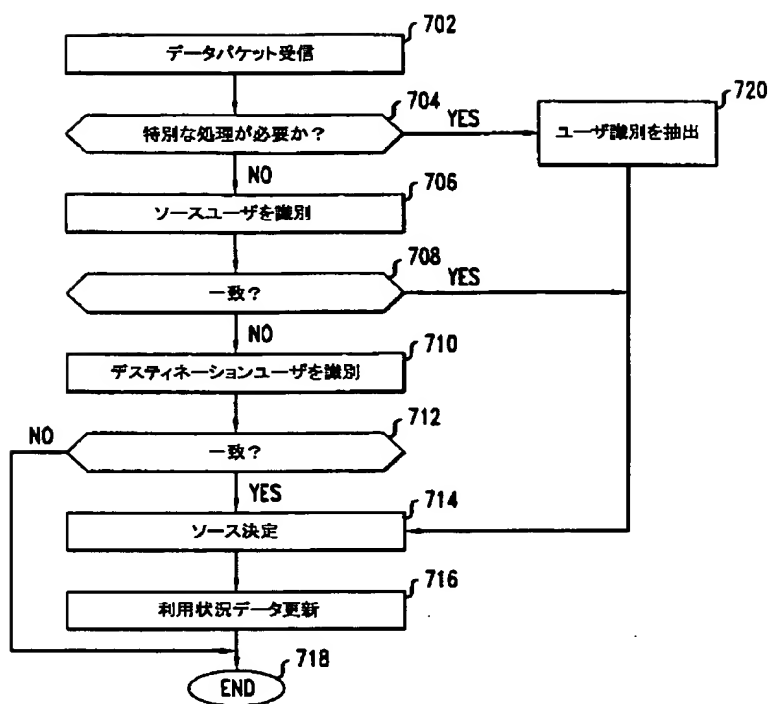 702
データパケット受信
704
特別な処理が必要か?
YES
720
ユーザ識別を抽出
NO
706
ソースユーザを識別
708
一致?
YES
NO
710
デスティネーションユーザを識別
712
NO
一致?
YES
714
ソース決定
716
利用状況データ更新
718
END